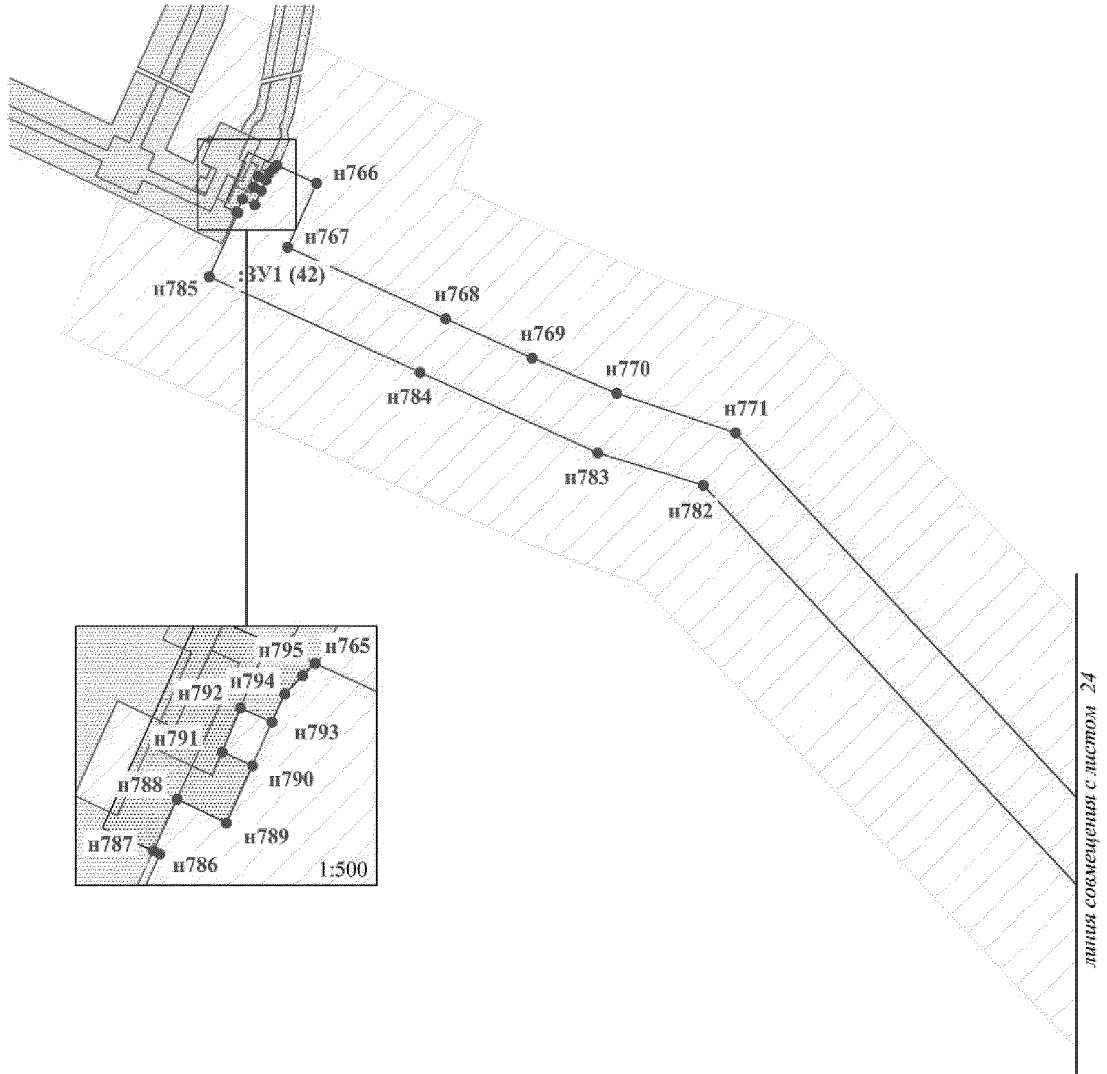 н766
н767
:ЗУ1 (42)
н785
н768
н769
н770
н784
н771
н783
н782
н795
н765
н792
н794
н793
н791
н790
н788
н789
н787
н786
1:500
линия совмещения с листом 24